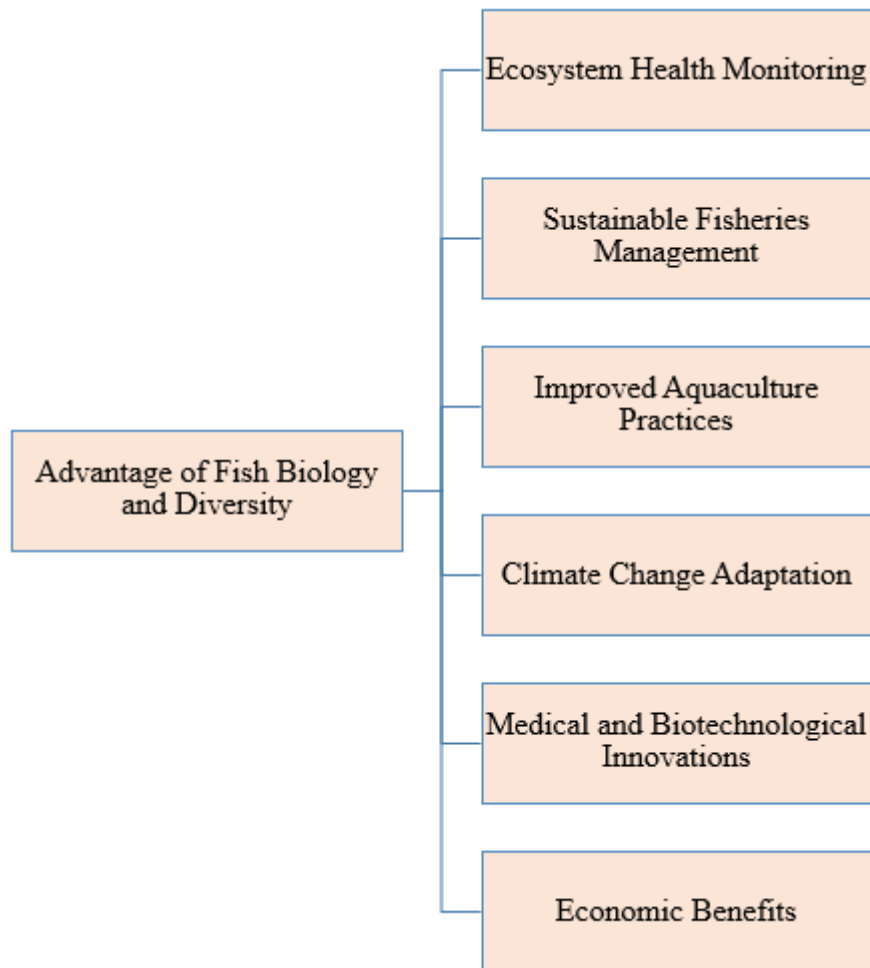 Ecosystem Health Monitoring
Sustainable Fisheries
Management
Improved Aquaculture
Practices
Advantage of Fish Biology
and Diversity
Climate Change Adaptation
Medical and Biotechnological
Innovations
Economic Benefits